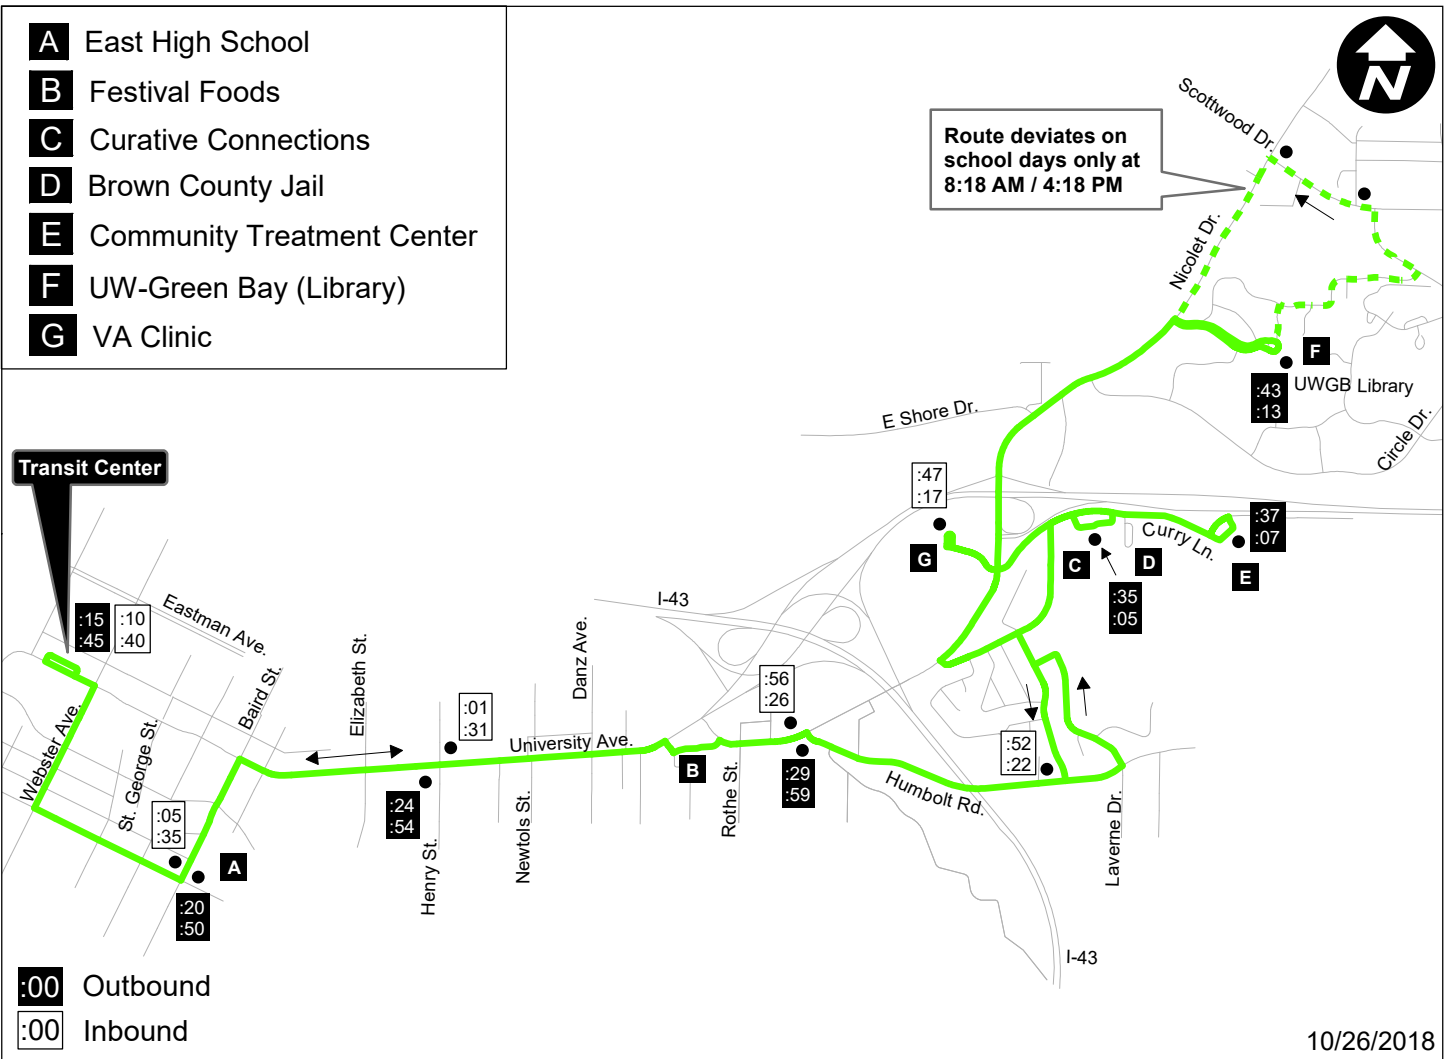 A East High School
B Festival Foods
C Curative Connections
D Brown County Jail
E Community Treatment Center
F UW-Green Bay (Library)
G VA Clinic
N
Scottwood Dr.
Route deviates on
school days only at
8:18 AM / 4:18 PM
Nicolet Dr.
F
UWGB Library
:43
:13
Circle Dr.
E Shore Dr.
Transit Center
:47
:17
G
:37
:07
Curry Ln.
C
D
E
:35
:05
I-43
:15
:45
:10
:40
Eastman Ave.
Baird St.
Elizabeth St.
Danz Ave.
:56
:26
:01
:31
University Ave.
Webster Ave.
St. George St.
:52
:22
B
:29
:59
Humbolt Rd.
Rothe St.
:24
:54
Newtols St.
Henry St.
Laverne Dr.
:05
:35
A
:20
:50
I-43
:00 Outbound
:00 Inbound
10/26/2018